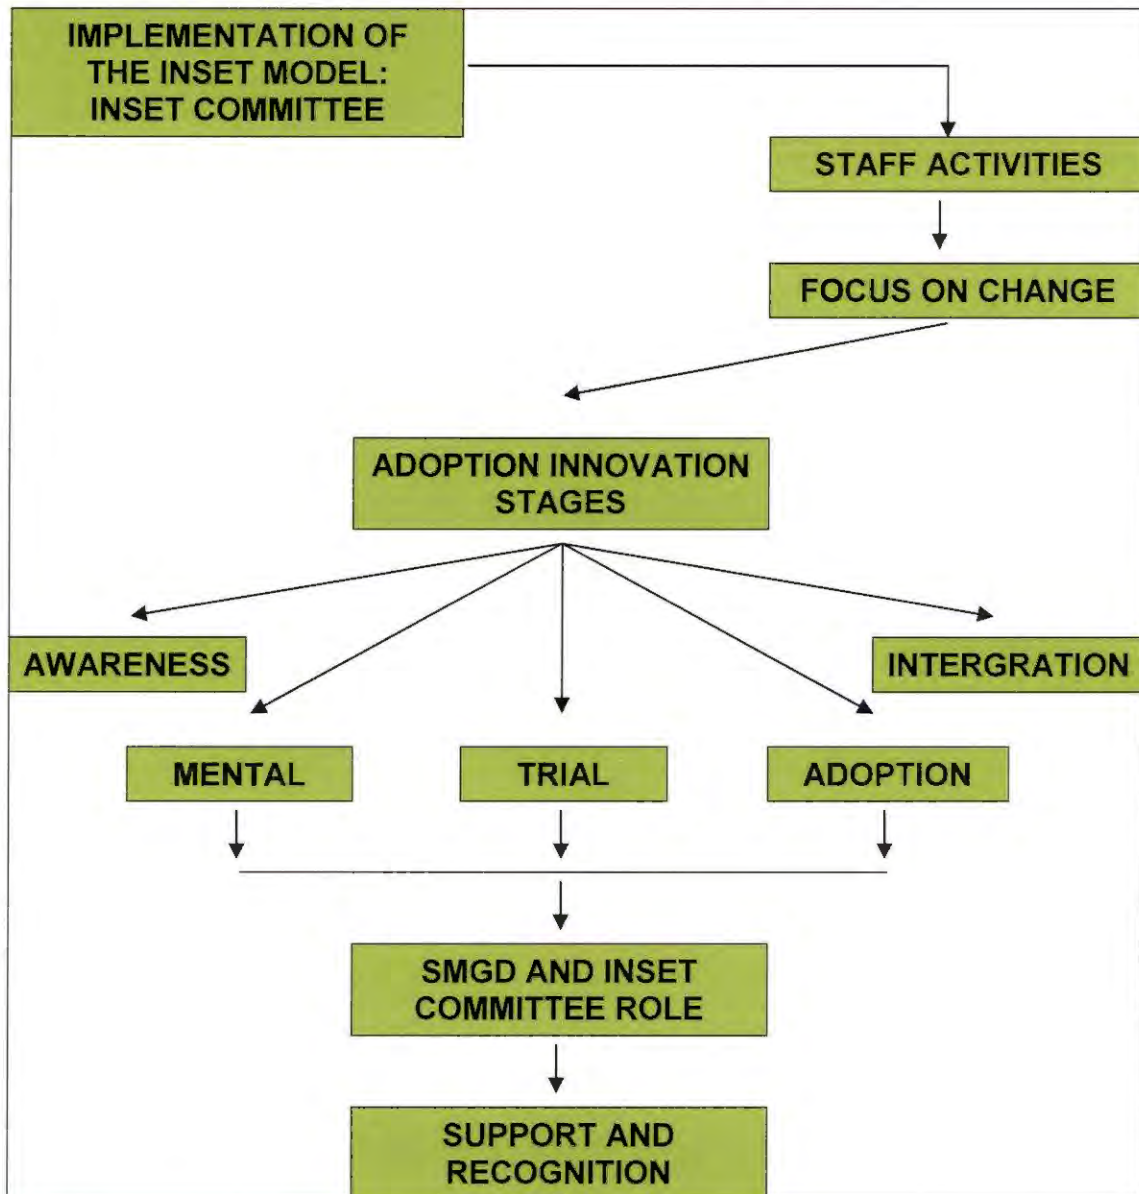 IMPLEMENTATION OF
THE INSET MODEL:
INSET COMMITTEE
STAFF ACTIVITIES
FOCUS ON CHANGE
ADOPTION INNOVATION
STAGES
AWARENESS
INTERGRATION
MENTAL
TRIAL
ADOPTION
SMGD AND INSET
COMMITTEE ROLE
SUPPORT AND
RECOGNITION